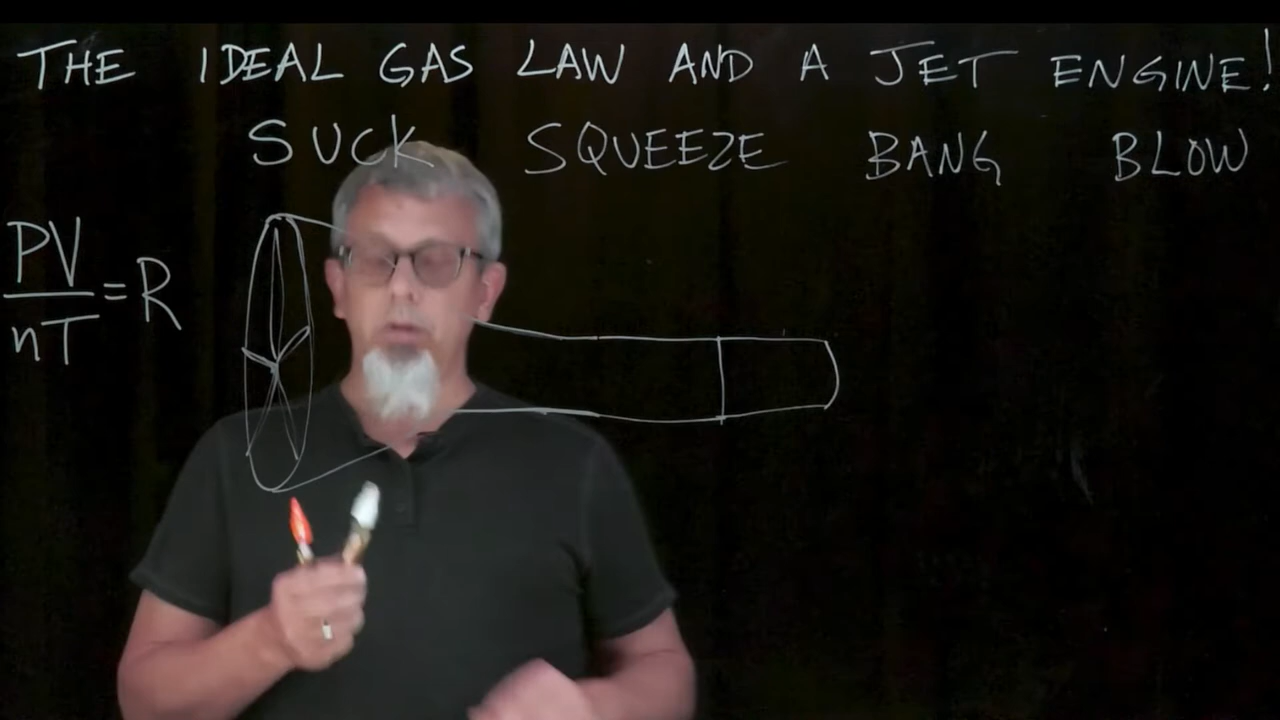 THE IDEAL GAS LAW AND A JET ENGINE!
SUCK SQUEEZE BANG BLOW
PV
nT
=R